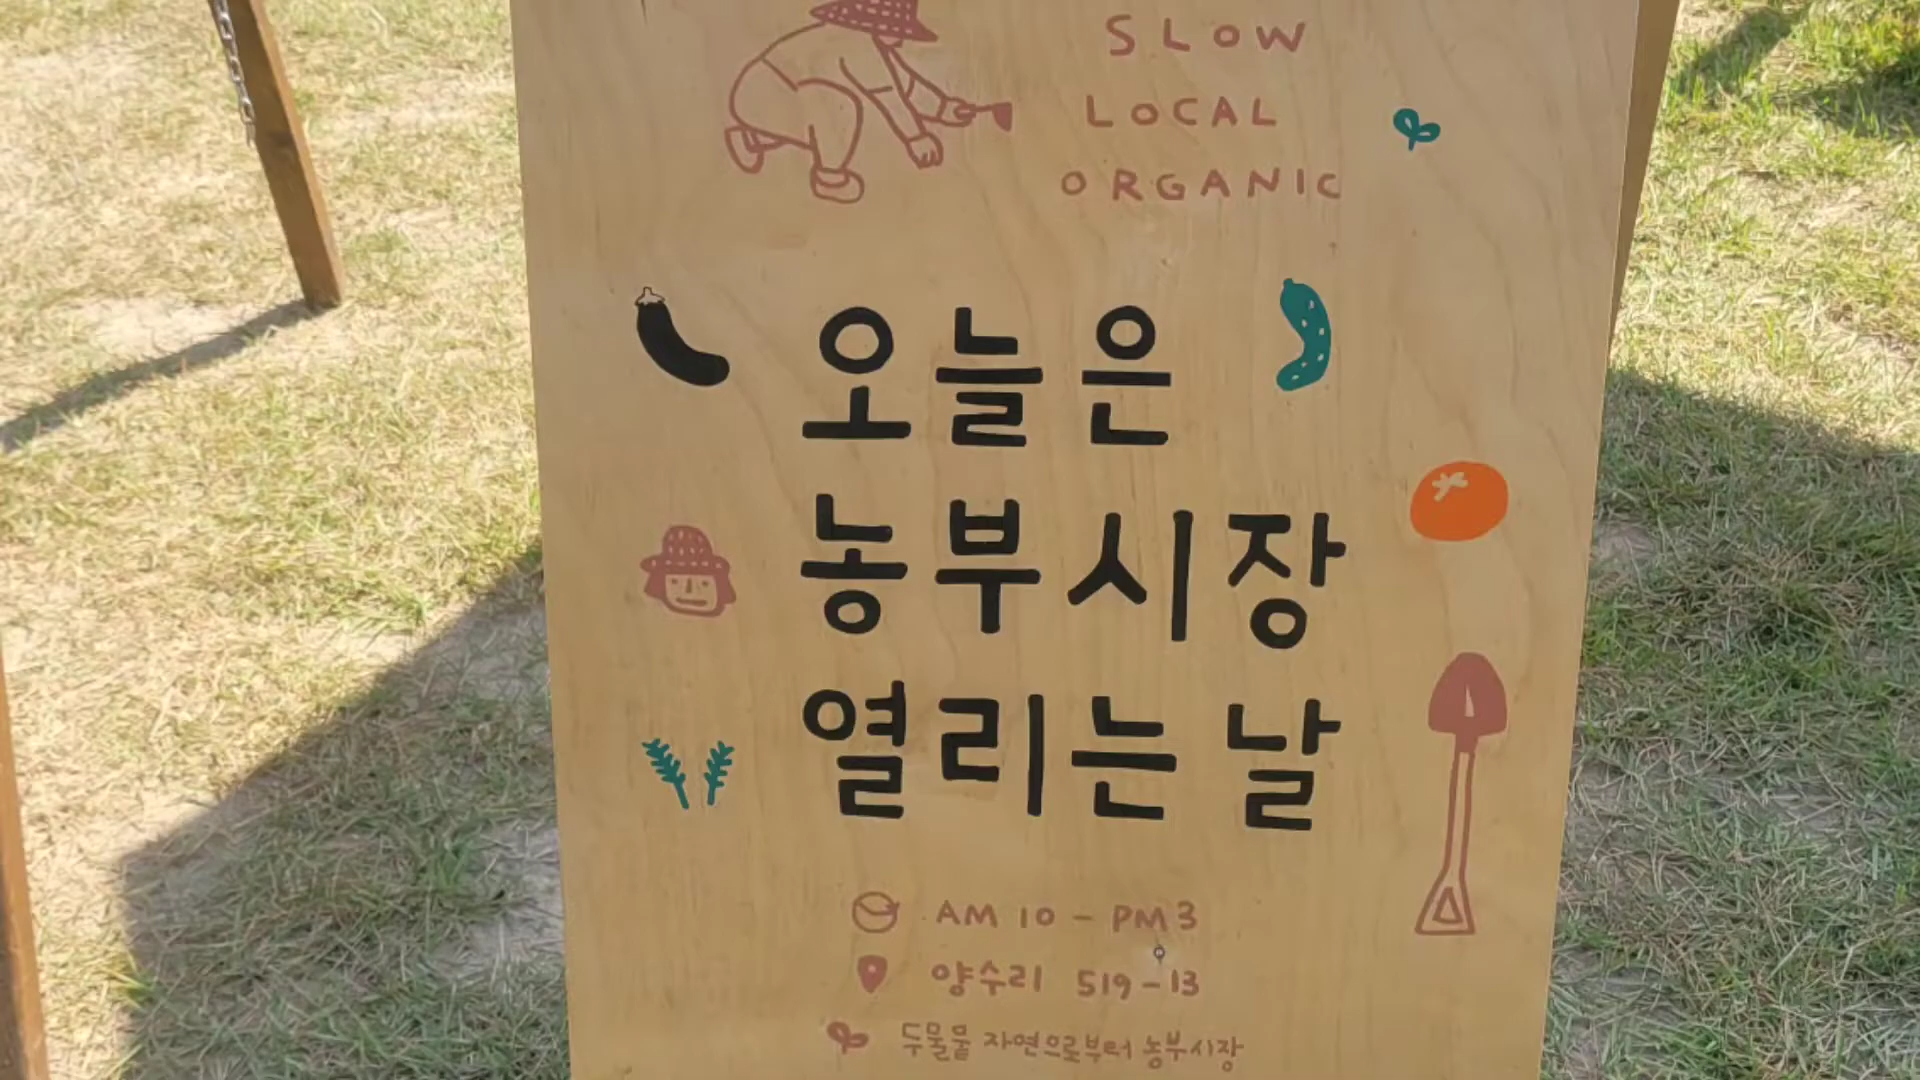 SLOW
LOCAL
ORGANIC
오늘은
농부시장
열리는 날
AM 10 - PM 3
양수리 519-13
두물뭍 자연으로부터 농부시장